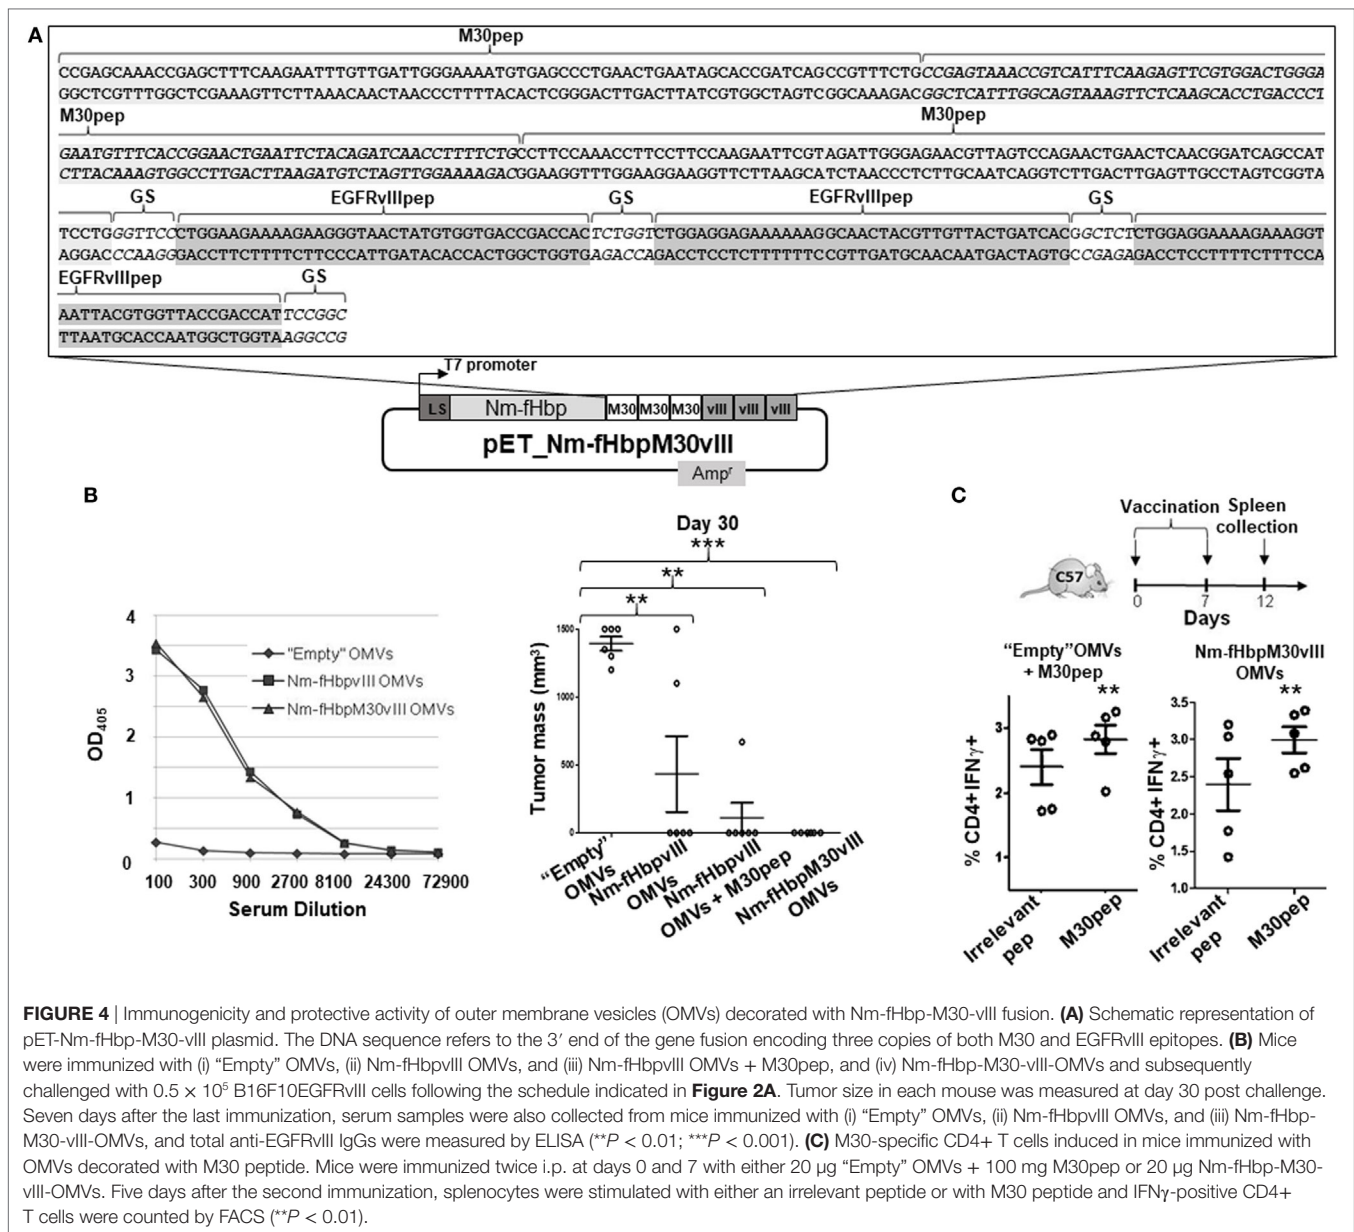 A
M30pep
CCGAGCAAACCGAGCTTTCAAGAATTTGTTGATTGGGAAAATGTGAGCCCTGAACTGAATAGCACCGATCAGCCGTTTCTGCCGAGTAAACCGTCATTTCAAGAGTTCGTGGACTGGGA
GGCTCGTTTGGCTCGAAAGTTCTTAAACAACTAACCCTTTTACACTCGGGACTTGACTTATCGTGGCTAGTCGGCAAAGACGGCTCATTTGGCAGTAAAGTTCTCAAGCACCTGACCCT
M30pep M30pep
GAATGTTTCACCGGAACTGAATTCTACAGATCAACCTTTTCTGCCTTCCAAACCTTCCTTCCAAGAATTCGTAGATTGGGAGAACGTTAGTCCAGAACTGAACTCAACGGATCAGCCAT
CTTACAAAGTGGCCTTGACTTAAGATGTCTAGTTGGAAAAGACGGAAGGTTTGGAAGGAAGGTTCTTAAGCATCTAACCCTCTTGCAATCAGGTCTTGACTTGAGTTGCCTAGTCGGTA
GS EGFRvIIIpep GS EGFRvIIIpep GS
TCCTGGGTTCCCTGGAAGAAAAGAAGGGTAACTATGTGGTGACCGACCACTCTGGTCTGGAGGAGAAAAAAGGCAACTACGTTGTTACTGATCACGGCTCTCTGGAGGAAAAGAAAGGT
AGGACCCAAGGGACCTTCTTTTCTTCCCATTGATACACCACTGGCTGGTGAGACCAGACCTCCTCTTTTTTCCGTTGATGCAACAATGACTAGTGCCGAGAGACCTCCTTTTCTTTCCA
EGFRvIIIpep GS
AATTACGTGGTTACCGACCATTCCGGC
TTAATGCACCAATGGCTGGTAAGGCCG
T7 promoter
LS Nm-fHbp M30 M30 M30 vIII vIII vIII
pET_Nm-fHbpM30vIII
Ampʳ
B
OD405
4
3
2
1
0
"Empty" OMVs
Nm-fHbpvIII OMVs
Nm-fHbpM30vIII OMVs
100 300 900 2700 8100 24300 72900
Serum Dilution
Day 30
***
**
**
Tumor mass (mm³)
1500
1000
500
0
"Empty" OMVs
Nm-fHbpvIII OMVs
Nm-fHbpvIII OMVs + M30pep
Nm-fHbpM30vIII OMVs
C
Vaccination Spleen collection
C57
0 7 12
Days
"Empty"OMVs + M30pep
**
% CD4+IFNγ+
3
2
1
Irrelevant pep
M30pep
Nm-fHbpM30vIII OMVs
**
% CD4+ IFNγ+
3.5
3.0
2.5
2.0
1.5
1.0
Irrelevant pep
M30pep
FIGURE 4 | Immunogenicity and protective activity of outer membrane vesicles (OMVs) decorated with Nm-fHbp-M30-vIII fusion. (A) Schematic representation of
pET-Nm-fHbp-M30-vIII plasmid. The DNA sequence refers to the 3′ end of the gene fusion encoding three copies of both M30 and EGFRvIII epitopes. (B) Mice
were immunized with (i) “Empty” OMVs, (ii) Nm-fHbpvIII OMVs, and (iii) Nm-fHbpvIII OMVs + M30pep, and (iv) Nm-fHbp-M30-vIII-OMVs and subsequently
challenged with 0.5 × 10⁵ B16F10EGFRvIII cells following the schedule indicated in Figure 2A. Tumor size in each mouse was measured at day 30 post challenge.
Seven days after the last immunization, serum samples were also collected from mice immunized with (i) “Empty” OMVs, (ii) Nm-fHbpvIII OMVs, and (iii) Nm-fHbp-
M30-vIII-OMVs, and total anti-EGFRvIII IgGs were measured by ELISA (**P < 0.01; ***P < 0.001). (C) M30-specific CD4+ T cells induced in mice immunized with
OMVs decorated with M30 peptide. Mice were immunized twice i.p. at days 0 and 7 with either 20 µg “Empty” OMVs + 100 mg M30pep or 20 µg Nm-fHbp-M30-
vIII-OMVs. Five days after the second immunization, splenocytes were stimulated with either an irrelevant peptide or with M30 peptide and IFNγ-positive CD4+
T cells were counted by FACS (**P < 0.01).